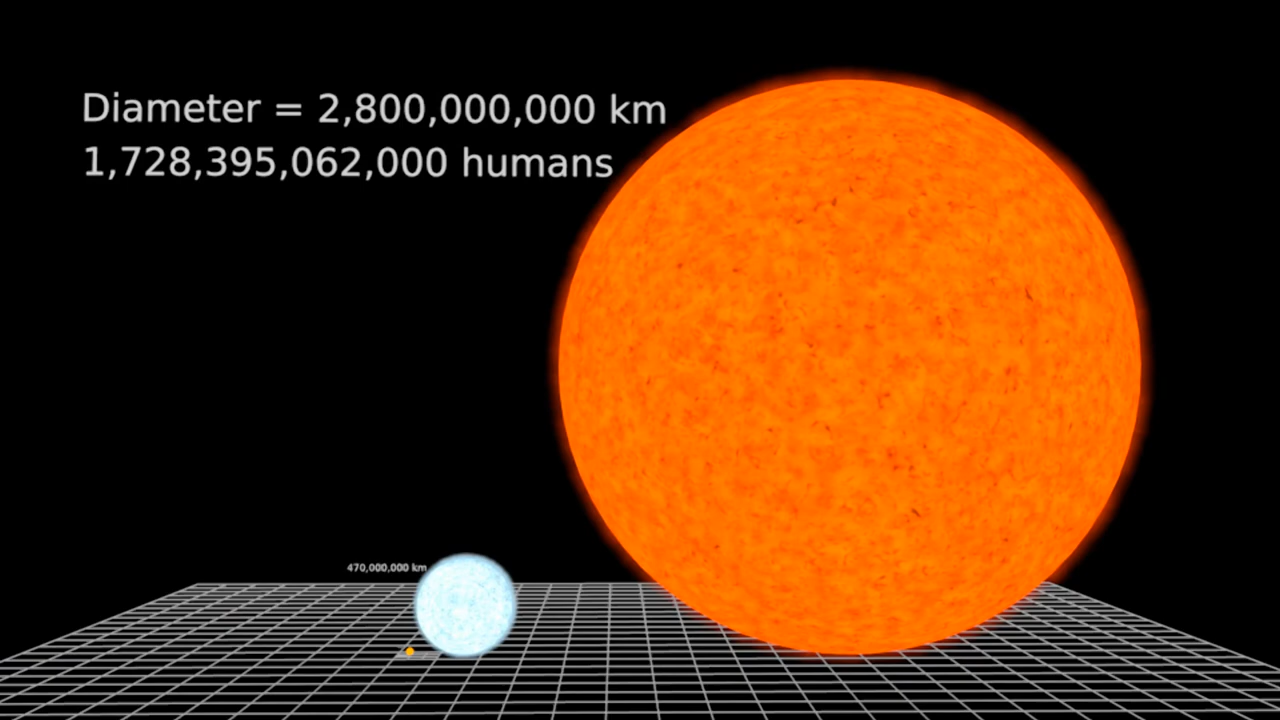 Diameter = 2,800,000,000 km
1,728,395,062,000 humans
470,000,000 km